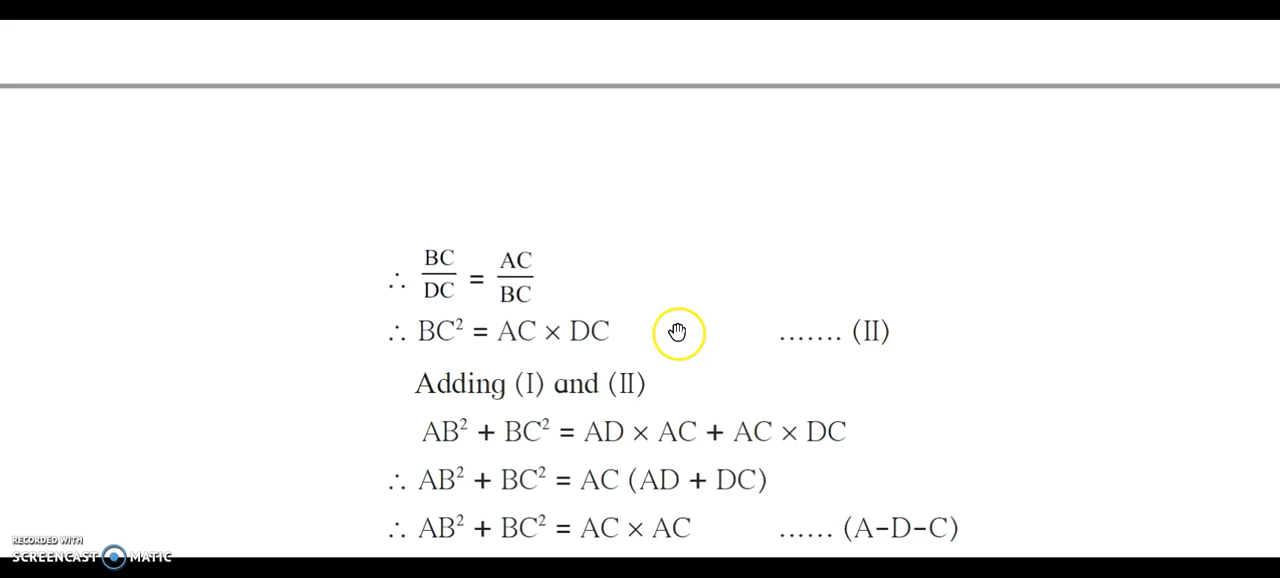 ∴ BC/DC = AC/BC
∴ BC² = AC × DC ....... (II)
Adding (I) and (II)
AB² + BC² = AD × AC + AC × DC
∴ AB² + BC² = AC (AD + DC)
∴ AB² + BC² = AC × AC ...... (A-D-C)
RECORDED WITH
SCREENCAST MATIC